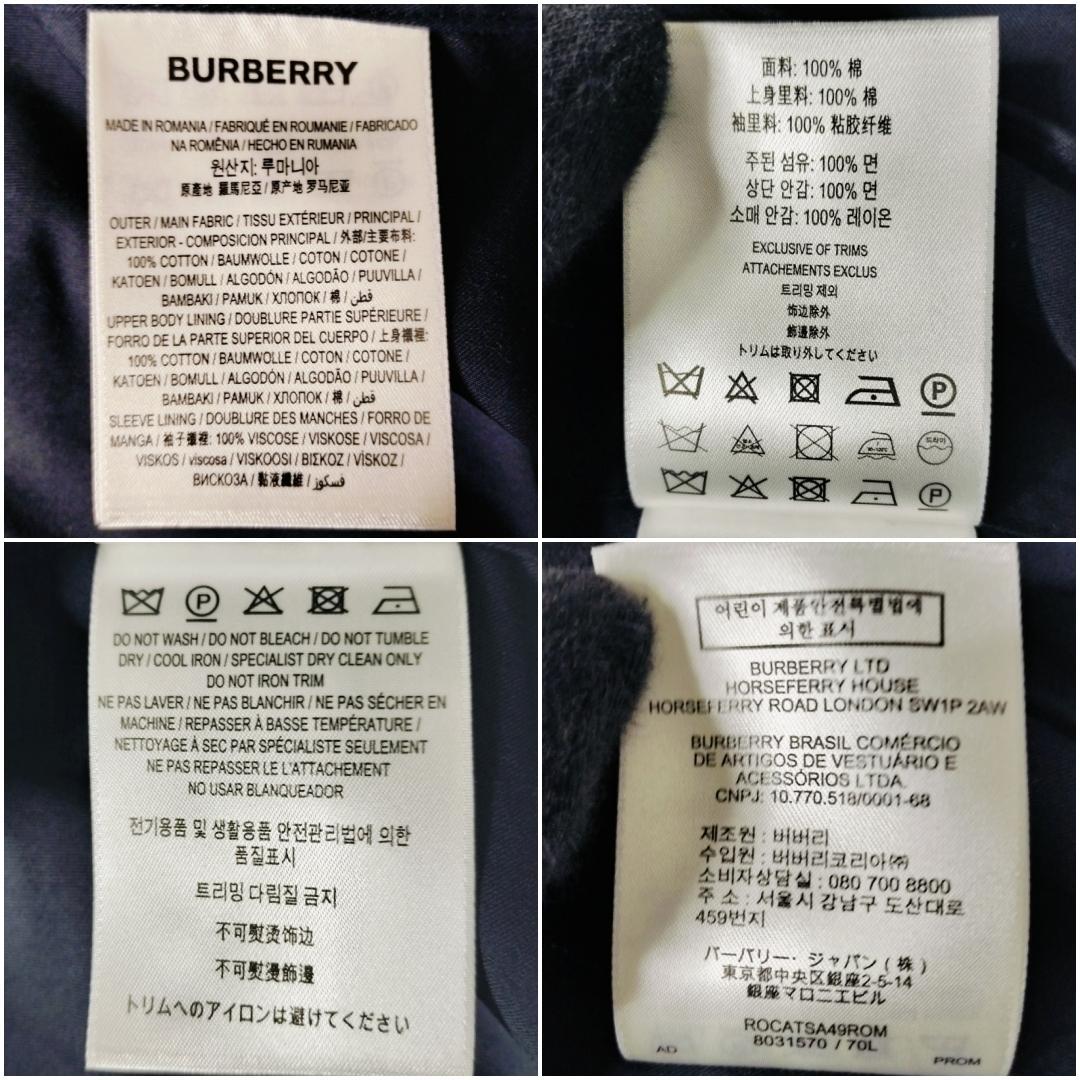 BURBERRY
MADE IN ROMANIA / FABRIQUÉ EN ROUMANIE / FABRICADO
NA ROMÊNIA / HECHO EN RUMANIA
원산지: 루마니아
原產地 羅馬尼亞 / 原产地 罗马尼亚
OUTER / MAIN FABRIC / TISSU EXTÉRIEUR / PRINCIPAL /
EXTERIOR - COMPOSICION PRINCIPAL / 外部/主要布料:
100% COTTON / BAUMWOLLE / COTON / COTONE /
KATOEN / BOMULL / ALGODÓN / ALGODÃO / PUUVILLA /
BAMBAKI / PAMUK / ХЛОПОК / 棉 / قطن
UPPER BODY LINING / DOUBLURE PARTIE SUPÉRIEURE /
FORRO DE LA PARTE SUPERIOR DEL CUERPO / 上身襯裡:
100% COTTON / BAUMWOLLE / COTON / COTONE /
KATOEN / BOMULL / ALGODÓN / ALGODÃO / PUUVILLA /
BAMBAKI / PAMUK / ХЛОПОК / 棉 / قطن
SLEEVE LINING / DOUBLURE DES MANCHES / FORRO DE
MANGA / 袖子襯裡: 100% VISCOSE / VISKOSE / VISCOSA /
VISKOS / viscosa / VISKOOSI / ΒΙΣΚΟΖ / VİSKOZ /
ВИСКОЗА / 黏液纖維 / فسكوز
面料: 100% 棉
上身里料: 100% 棉
袖里料: 100% 粘胶纤维
주된 섬유: 100% 면
상단 안감: 100% 면
소매 안감: 100% 레이온
EXCLUSIVE OF TRIMS
ATTACHEMENTS EXCLUS
트리밍 제외
饰边除外
飾邊除外
トリムは取り外してください
P
드라이
P
P
DO NOT WASH / DO NOT BLEACH / DO NOT TUMBLE
DRY / COOL IRON / SPECIALIST DRY CLEAN ONLY
DO NOT IRON TRIM
NE PAS LAVER / NE PAS BLANCHIR / NE PAS SÉCHER EN
MACHINE / REPASSER À BASSE TEMPÉRATURE /
NETTOYAGE À SEC PAR SPÉCIALISTE SEULEMENT
NE PAS REPASSER LE L'ATTACHEMENT
NO USAR BLANQUEADOR
전기용품 및 생활용품 안전관리법에 의한
품질표시
트리밍 다림질 금지
不可熨烫饰边
不可熨燙飾邊
トリムへのアイロンは避けてください
어린이 제품안전특별법에
의한 표시
BURBERRY LTD
HORSEFERRY HOUSE
HORSEFERRY ROAD LONDON SW1P 2AW
BURBERRY BRASIL COMÉRCIO
DE ARTIGOS DE VESTUÁRIO E
ACESSÓRIOS LTDA.
CNPJ: 10.770.518/0001-68
제조원 : 버버리
수입원 : 버버리코리아㈜
소비자상담실 : 080 700 8800
주 소 : 서울시 강남구 도산대로
459번지
バーバリー・ジャパン ( 株 )
東京都中央区銀座2-5-14
銀座マロニエビル
ROCATSA49ROM
8031570 / 70L
AD
PROM